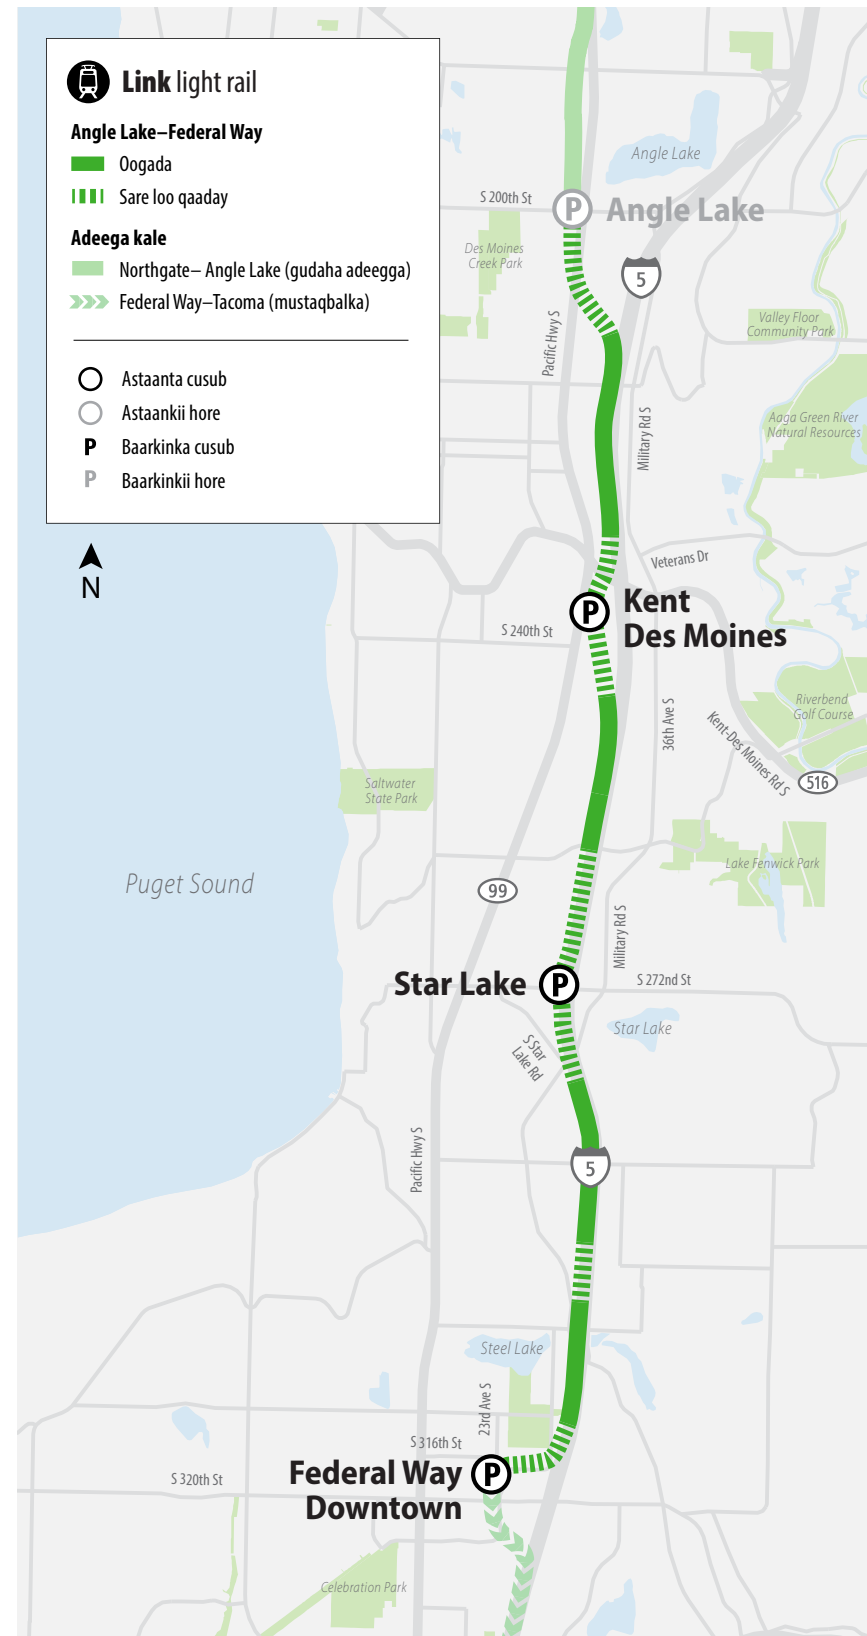 Link light rail
Angle Lake–Federal Way
Oogada
Sare loo qaaday
Adeega kale
Northgate– Angle Lake (gudaha adeegga)
Federal Way–Tacoma (mustaqbalka)
Astaanta cusub
Astaankii hore
P Baarkinka cusub
P Baarkinkii hore
N
Angle Lake
S 200th St
P
Angle Lake
Des Moines
Creek Park
5
Pacific Hwy S
Valley Floor
Community Park
Military Rd S
Aaga Green River
Natural Resources
Veterans Dr
P
Kent
Des Moines
S 240th St
36th Ave S
Riverbend
Golf Course
Kent-Des Moines Rd S
516
Saltwater
State Park
Lake Fenwick Park
Puget Sound
99
Military Rd S
Star Lake
P
S 272nd St
Star Lake
S Star
Lake Rd
Pacific Hwy S
5
Steel Lake
23rd Ave S
S 316th St
S 320th St
Federal Way
Downtown
P
Celebration Park